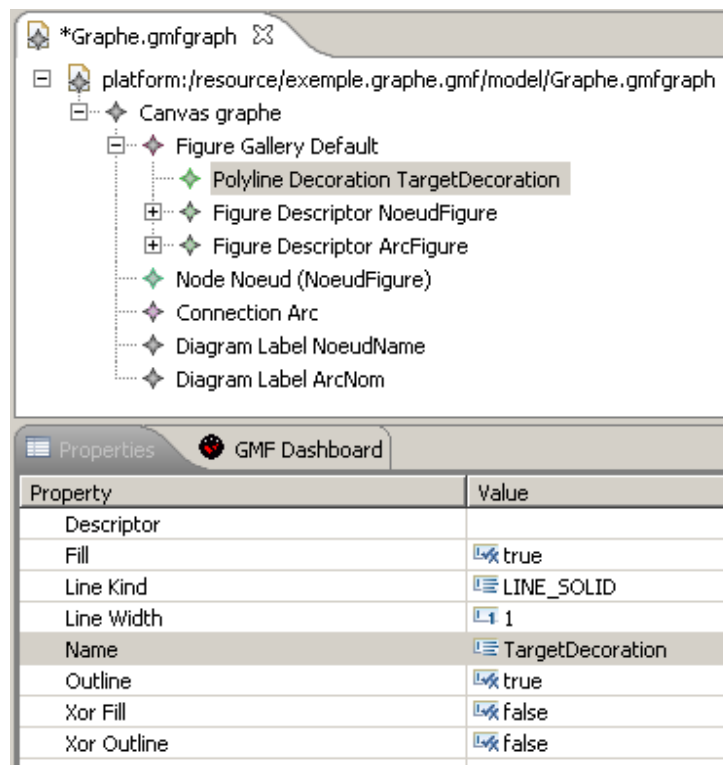 *Graphe.gmfgraph
platform:/resource/exemple.graphe.gmf/model/Graphe.gmfgraph
Canvas graphe
Figure Gallery Default
Polyline Decoration TargetDecoration
Figure Descriptor NoeudFigure
Figure Descriptor ArcFigure
Node Noeud (NoeudFigure)
Connection Arc
Diagram Label NoeudName
Diagram Label ArcNom
Properties GMF Dashboard
Property Value
Descriptor
Fill true
Line Kind LINE_SOLID
Line Width 1
Name TargetDecoration
Outline true
Xor Fill false
Xor Outline false